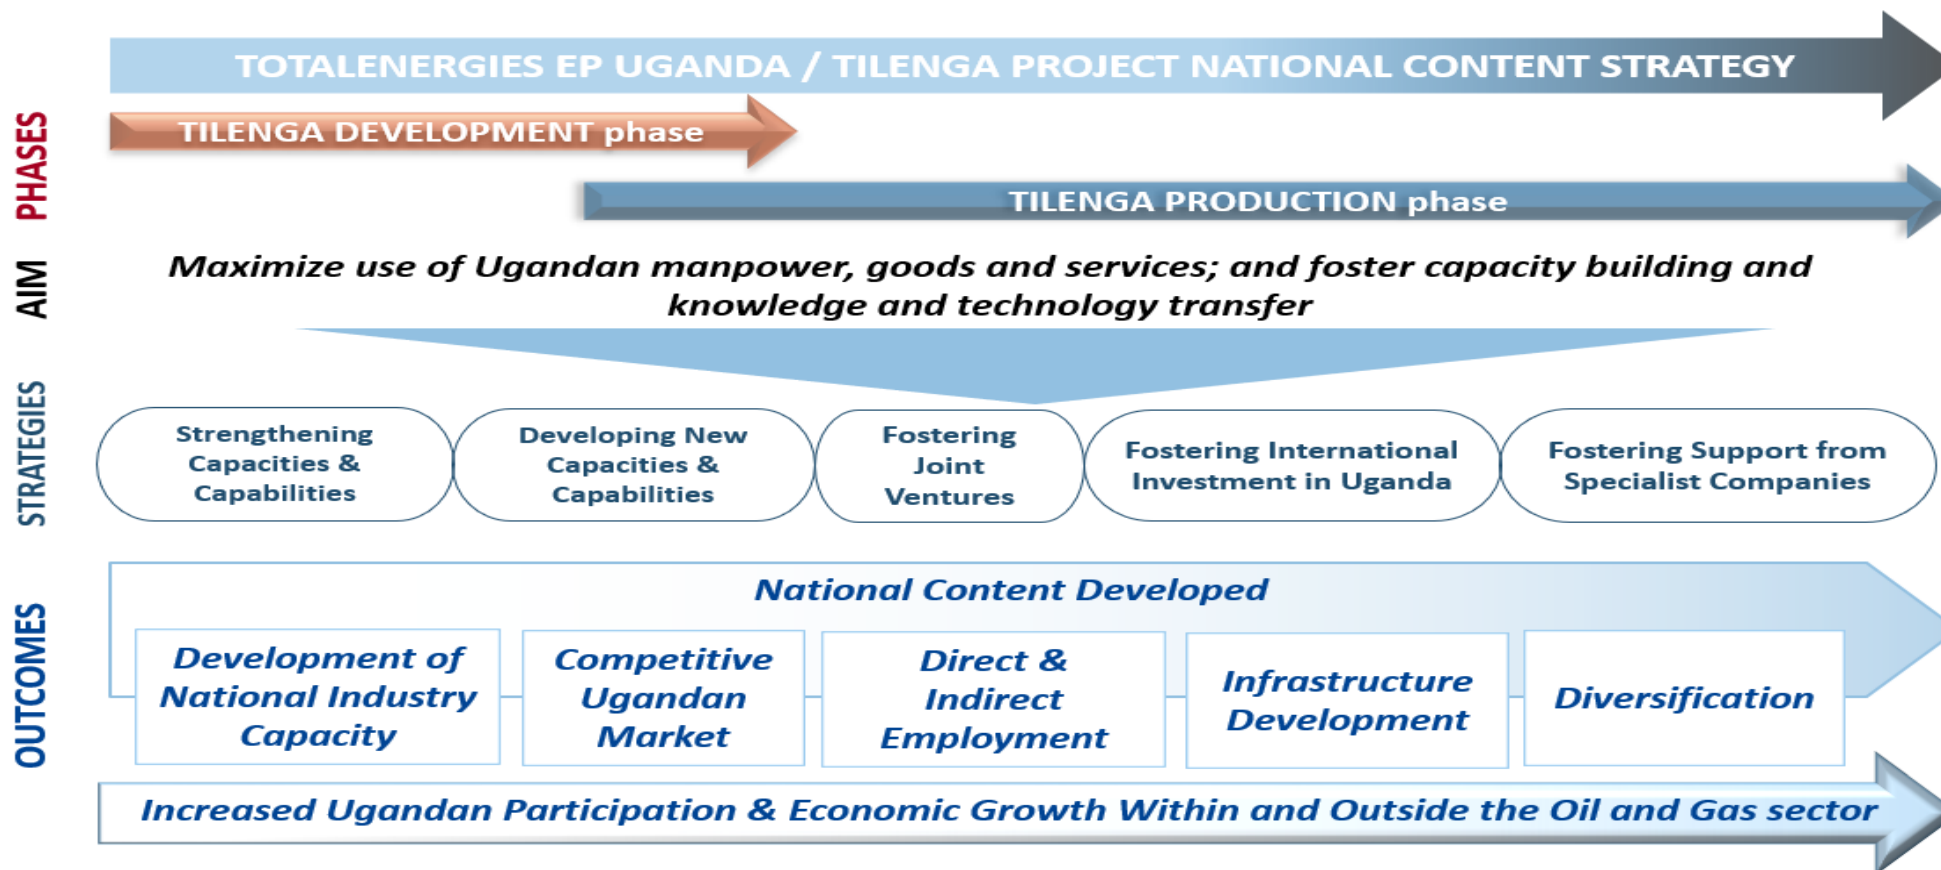 TOTALENERGIES EP UGANDA / TILENGA PROJECT NATIONAL CONTENT STRATEGY
PHASES
TILENGA DEVELOPMENT phase
TILENGA PRODUCTION phase
AIM
Maximize use of Ugandan manpower, goods and services; and foster capacity building and
knowledge and technology transfer
STRATEGIES
Strengthening
Capacities &
Capabilities
Developing New
Capacities &
Capabilities
Fostering
Joint
Ventures
Fostering International
Investment in Uganda
Fostering Support from
Specialist Companies
OUTCOMES
National Content Developed
Development of
National Industry
Capacity
Competitive
Ugandan
Market
Direct &
Indirect
Employment
Infrastructure
Development
Diversification
Increased Ugandan Participation & Economic Growth Within and Outside the Oil and Gas sector